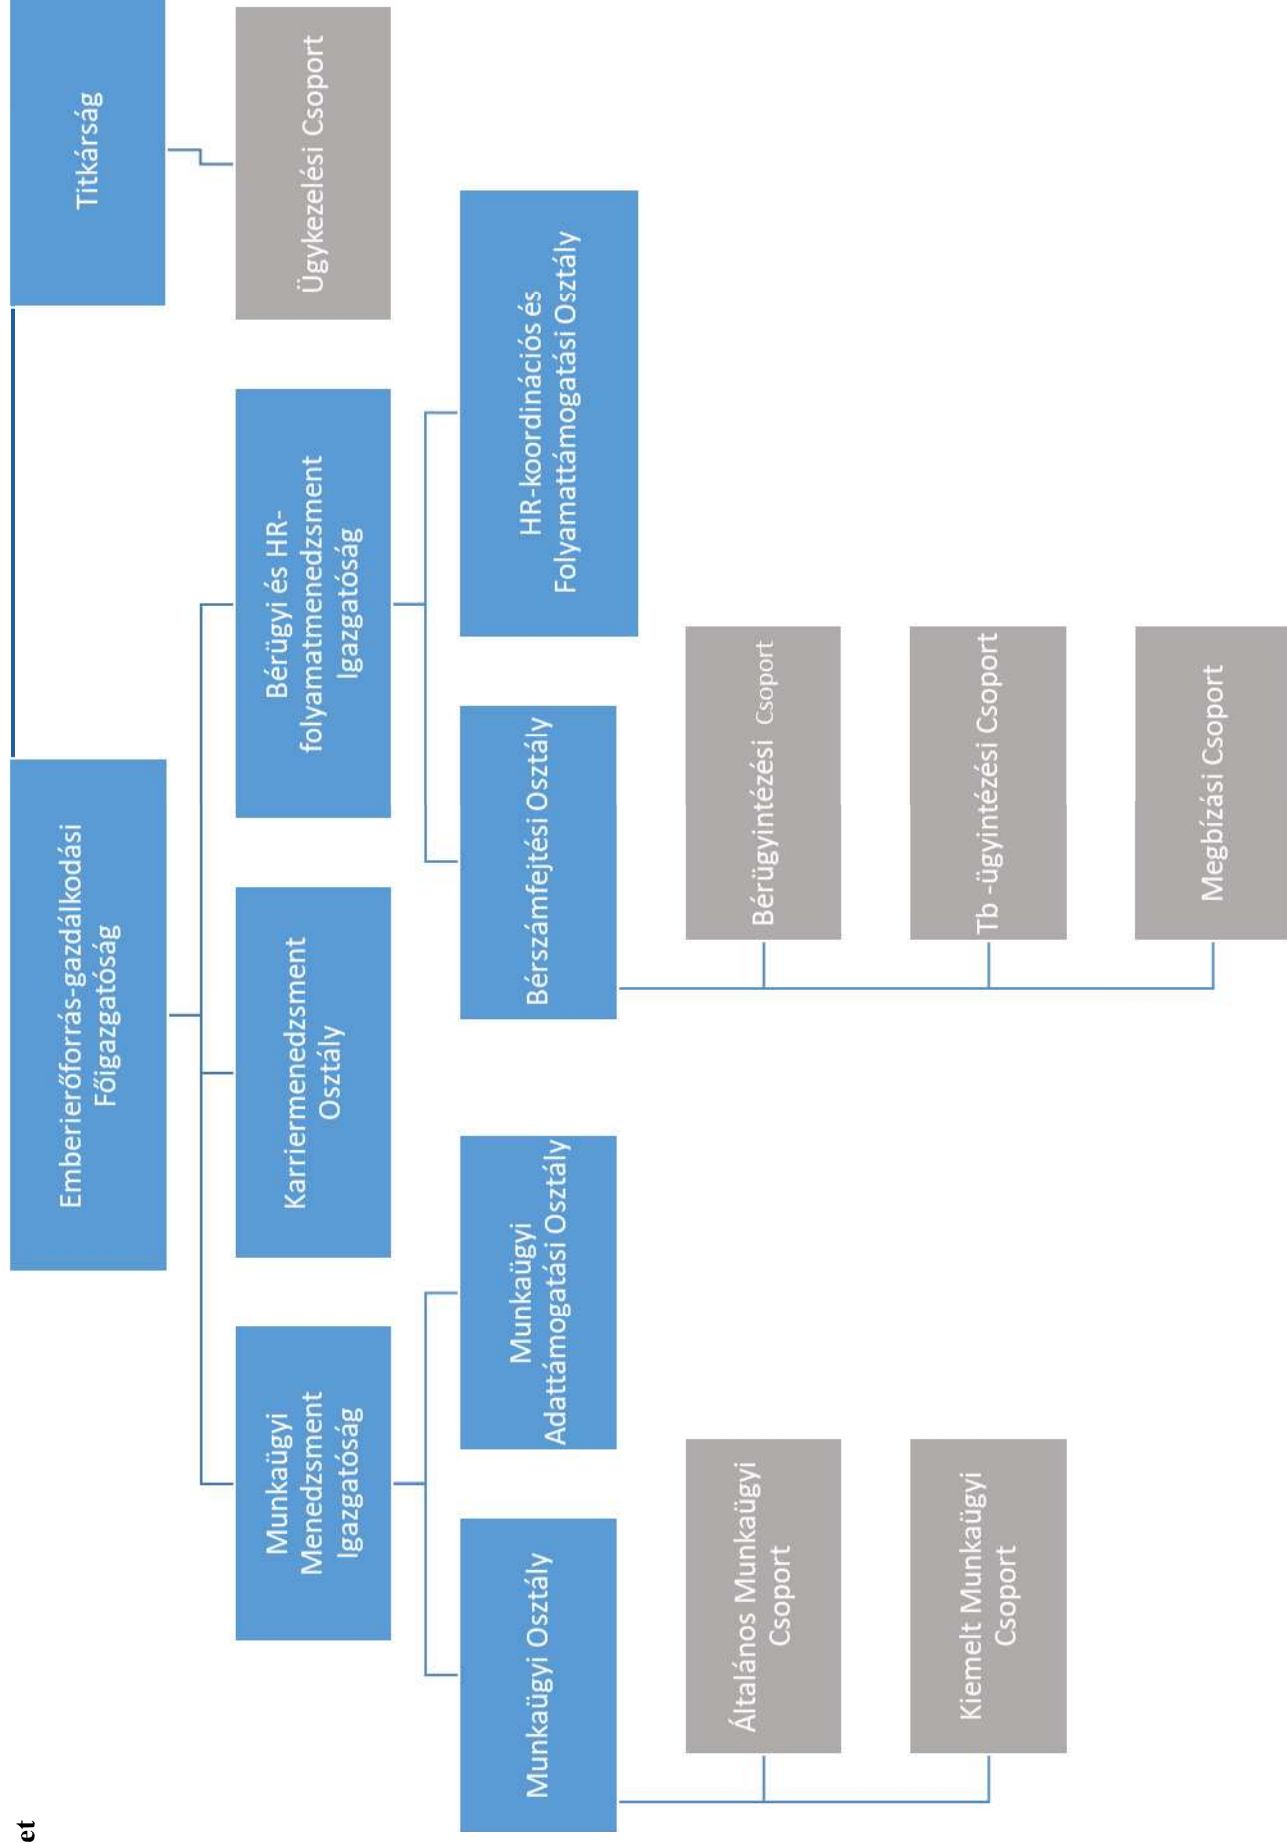 et
Emberierőforrás-gazdálkodási
Főigazgatóság
Titkárság
Munkaügyi
Menedzsment
Igazgatóság
Karriermenedzsment
Osztály
Bérügyi és HR-
folyamatmenedzsment
Igazgatóság
Ügykezelési Csoport
Munkaügyi Osztály
Munkaügyi
Adattámogatási Osztály
Bérszámfejtési Osztály
HR-koordinációs és
Folyamattámogatási Osztály
Általános Munkaügyi
Csoport
Bérügyintézési Csoport
Kiemelt Munkaügyi
Csoport
Tb -ügyintézési Csoport
Megbízási Csoport